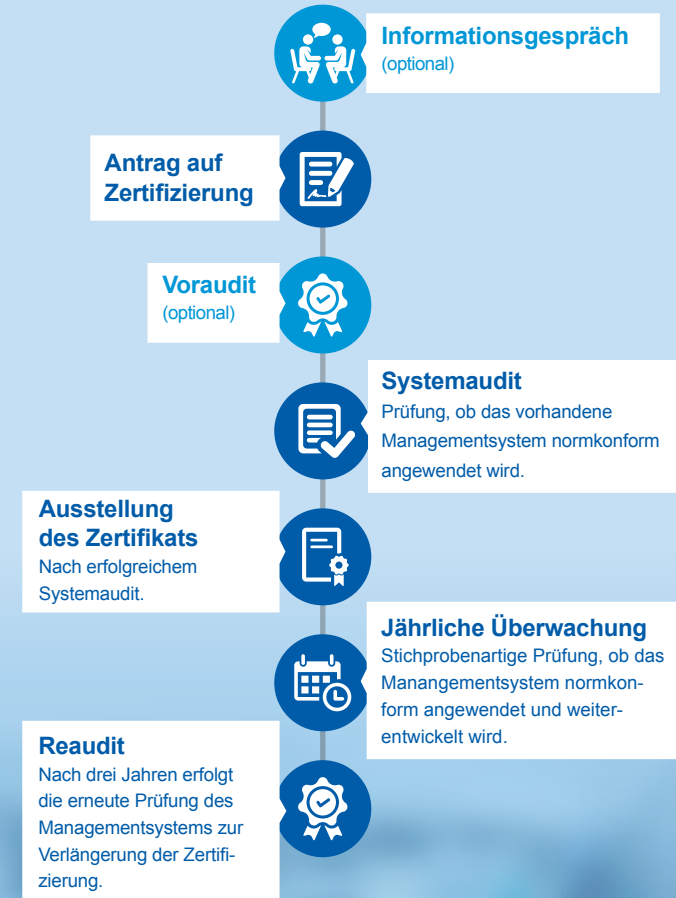 Informationsgespräch
(optional)
Antrag auf
Zertifizierung
Voraudit
(optional)
Systemaudit
Prüfung, ob das vorhandene
Managementsystem normkonform
angewendet wird.
Ausstellung
des Zertifikats
Nach erfolgreichem
Systemaudit.
Jährliche Überwachung
Stichprobenartige Prüfung, ob das
Manangementsystem normkon-
form angewendet und weiter-
entwickelt wird.
Reaudit
Nach drei Jahren erfolgt
die erneute Prüfung des
Managementsystems zur
Verlängerung der Zertifi-
zierung.